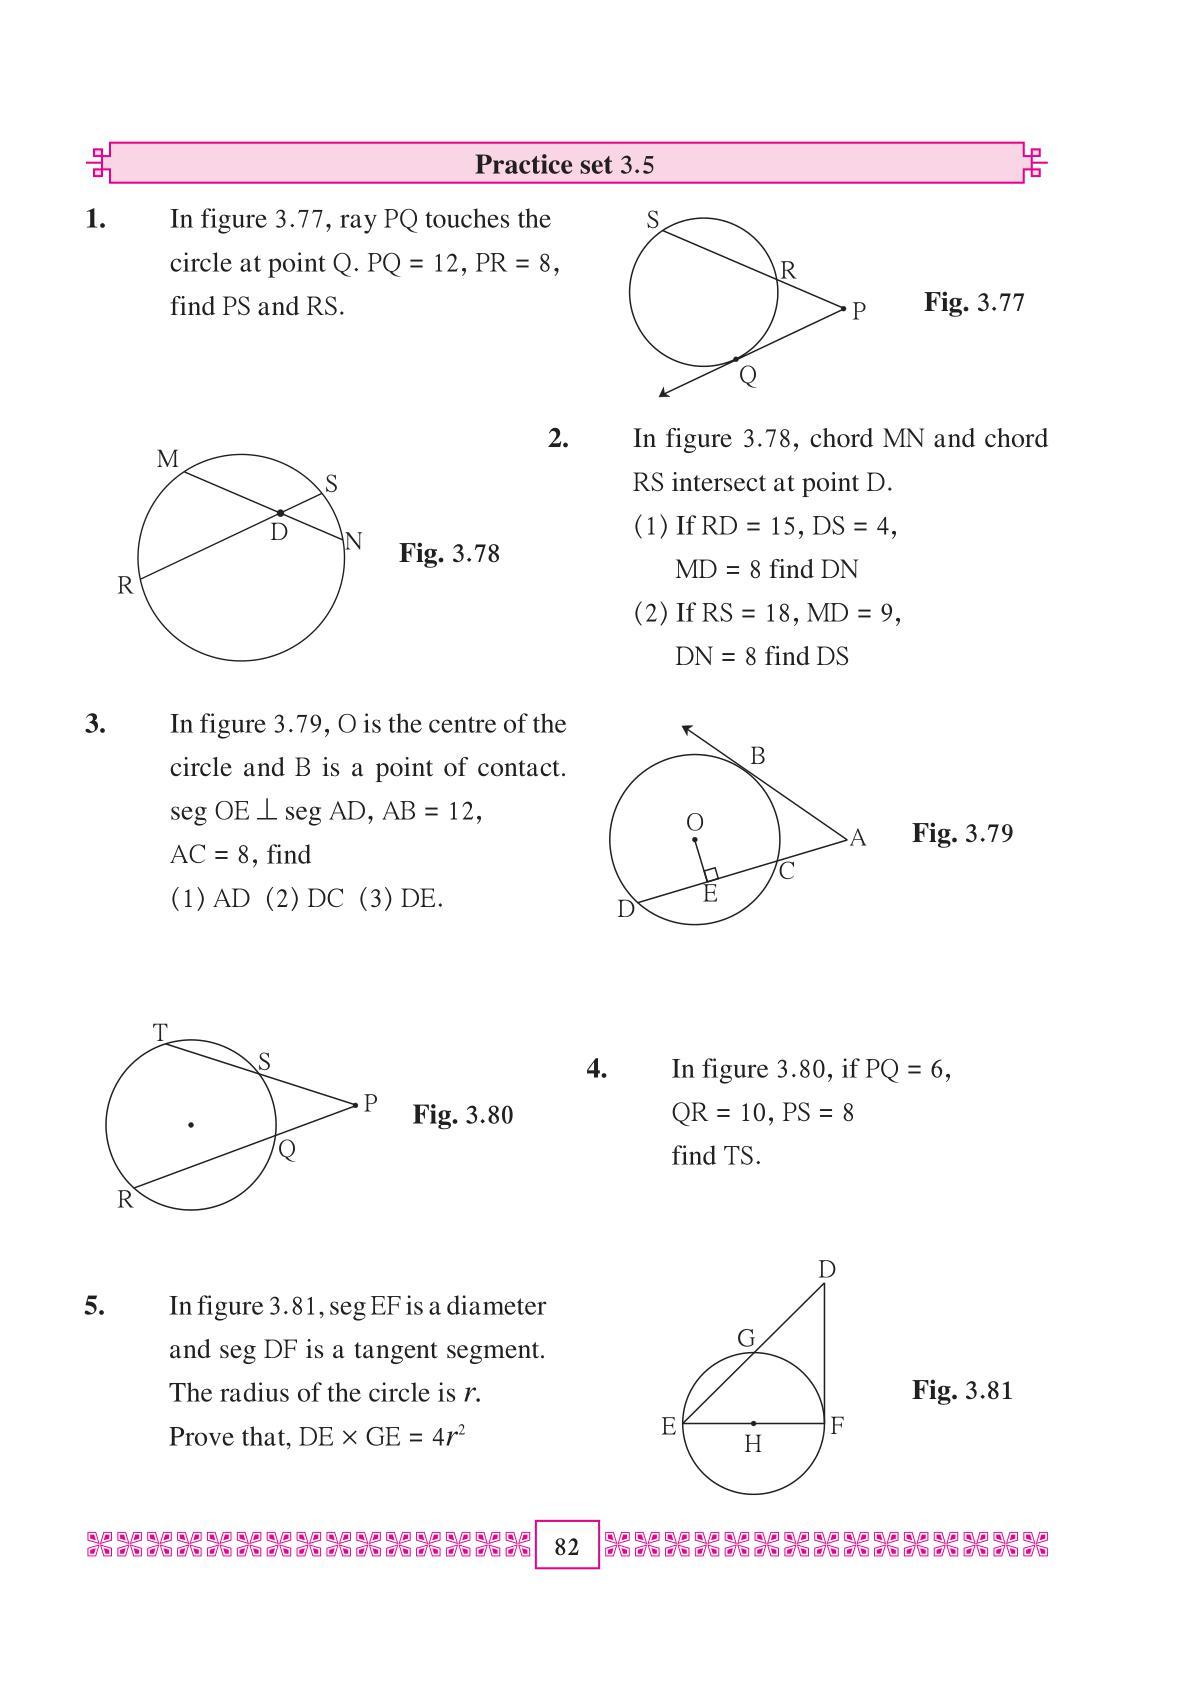 Practice set 3.5
1. In figure 3.77, ray PQ touches the
circle at point Q. PQ = 12, PR = 8,
find PS and RS.
S
R
P
Q
Fig. 3.77
M
S
D
N
R
Fig. 3.78
2. In figure 3.78, chord MN and chord
RS intersect at point D.
(1) If RD = 15, DS = 4,
MD = 8 find DN
(2) If RS = 18, MD = 9,
DN = 8 find DS
3. In figure 3.79, O is the centre of the
circle and B is a point of contact.
seg OE ⊥ seg AD, AB = 12,
AC = 8, find
(1) AD (2) DC (3) DE.
B
O
A
C
E
D
Fig. 3.79
T
S
P
Q
R
Fig. 3.80
4. In figure 3.80, if PQ = 6,
QR = 10, PS = 8
find TS.
5. In figure 3.81, seg EF is a diameter
and seg DF is a tangent segment.
The radius of the circle is r.
Prove that, DE × GE = 4r²
D
G
E
F
H
Fig. 3.81
82